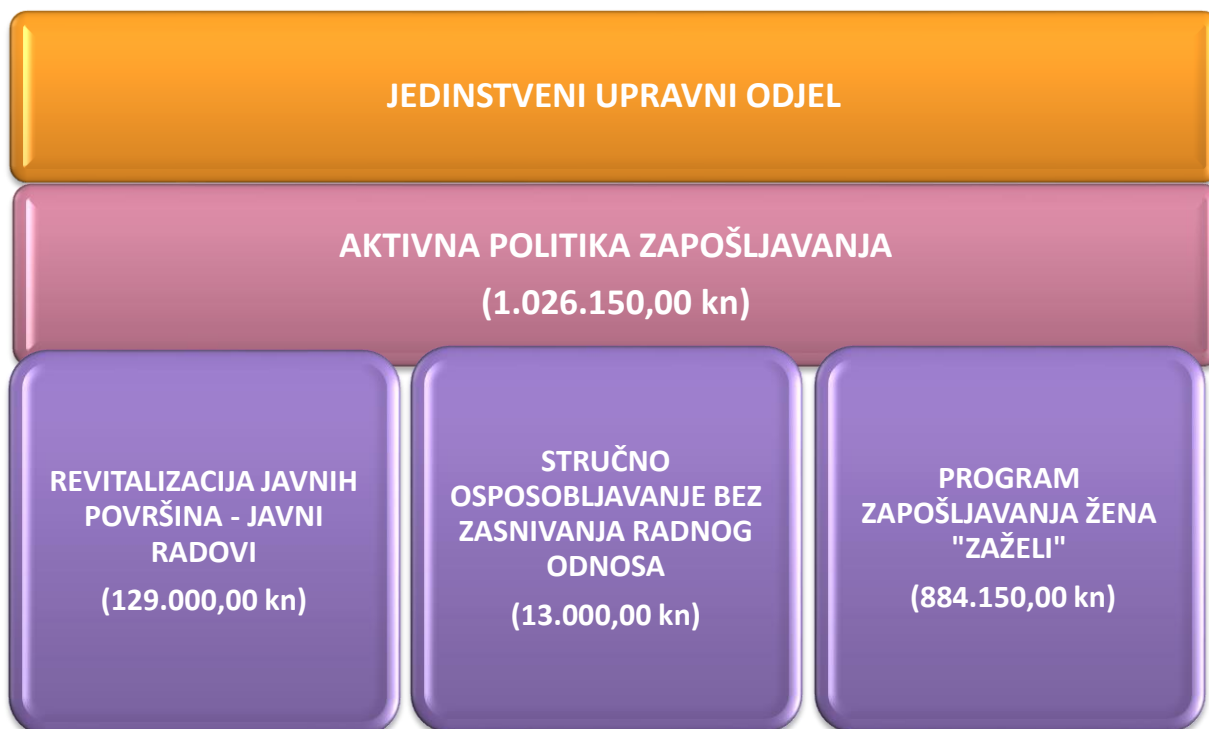 JEDINSTVENI UPRAVNI ODJEL
AKTIVNA POLITIKA ZAPOŠLJAVANJA
(1.026.150,00 kn)
REVITALIZACIJA JAVNIH
POVRŠINA - JAVNI
RADOVI
(129.000,00 kn)
STRUČNO
OSPOSOBLJAVANJE BEZ
ZASNIVANJA RADNOG
ODNOSA
(13.000,00 kn)
PROGRAM
ZAPOŠLJAVANJA ŽENA
"ZAŽELI"
(884.150,00 kn)